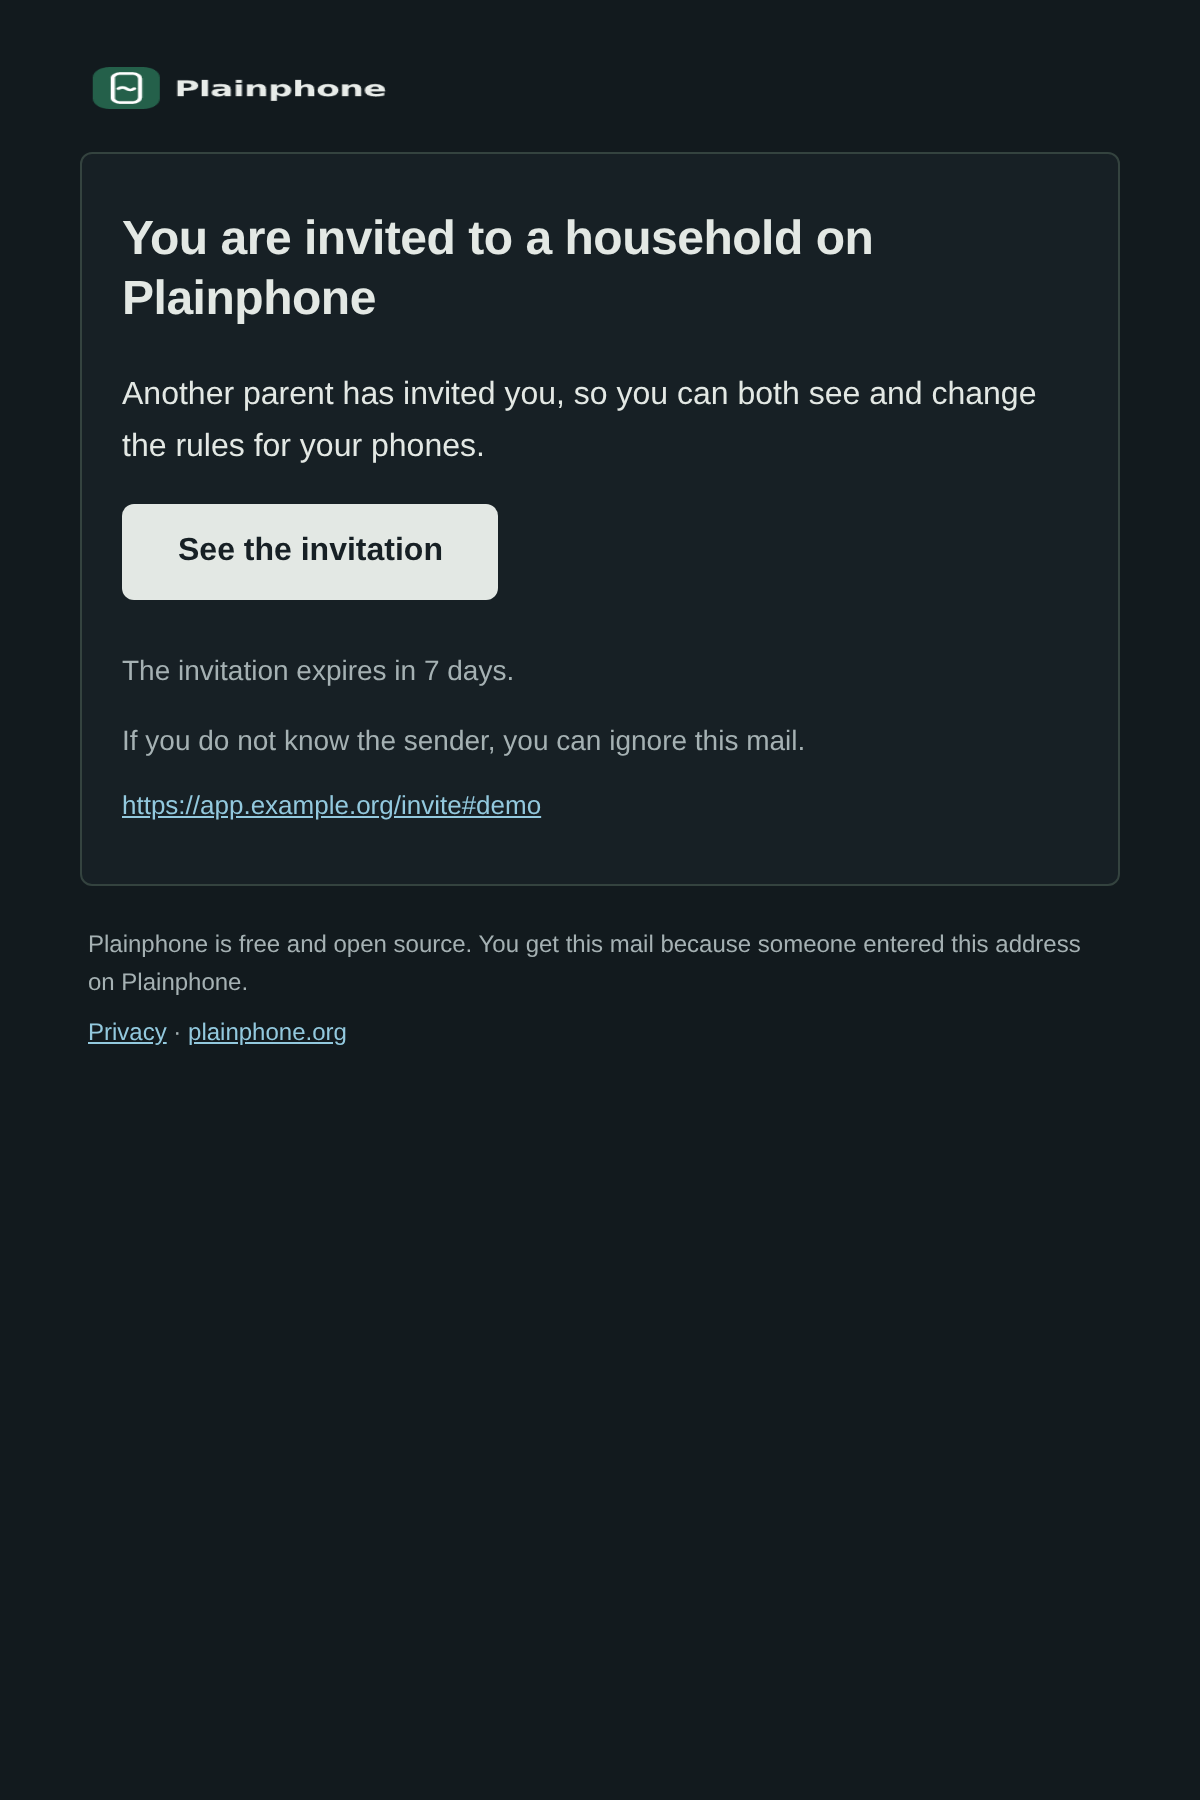 Plainphone
You are invited to a household on
Plainphone
Another parent has invited you, so you can both see and change
the rules for your phones.
See the invitation
The invitation expires in 7 days.
If you do not know the sender, you can ignore this mail.
https://app.example.org/invite#demo
Plainphone is free and open source. You get this mail because someone entered this address
on Plainphone.
Privacy · plainphone.org